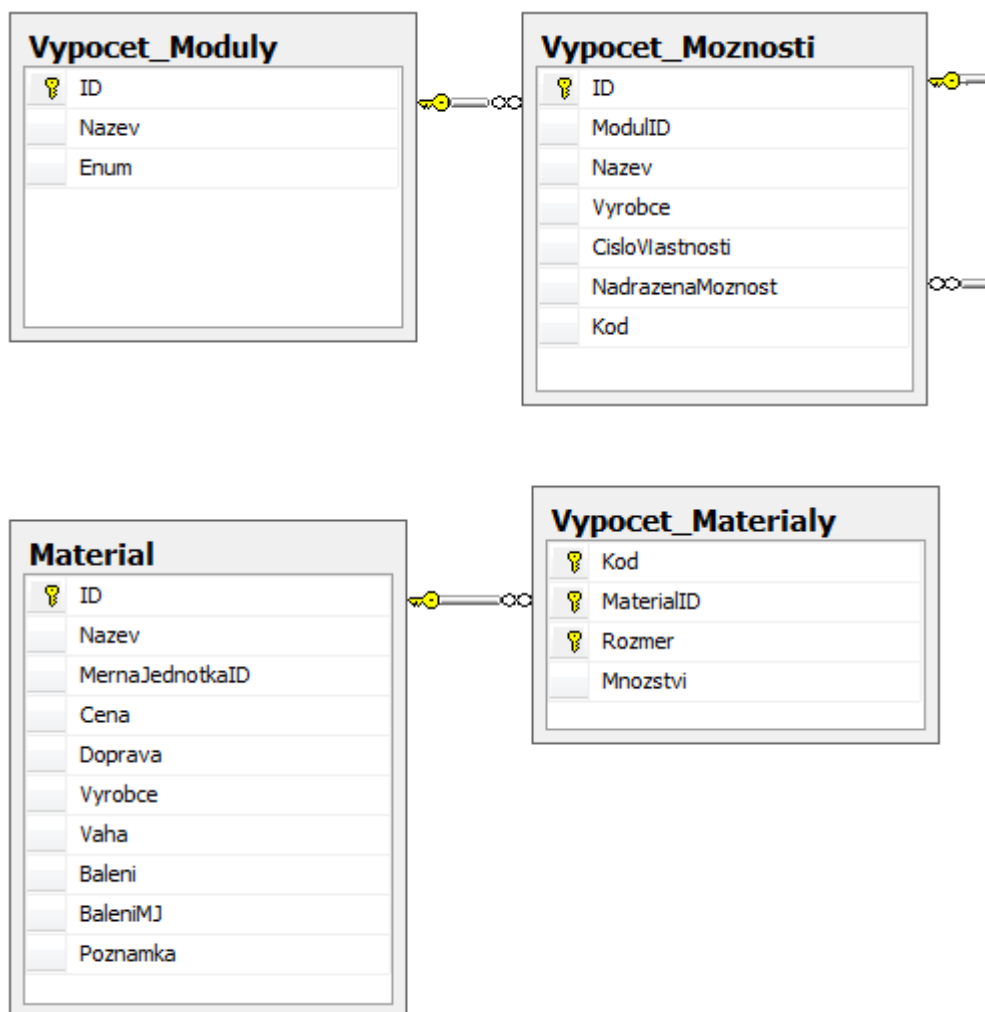 Vypocet_Moduly
ID
Nazev
Enum
Vypocet_Moznosti
ID
ModulID
Nazev
Vyrobce
CisloVlastnosti
NadrazenaMoznost
Kod
Material
ID
Nazev
MernaJednotkaID
Cena
Doprava
Vyrobce
Vaha
Baleni
BaleniMJ
Poznamka
Vypocet_Materialy
Kod
MaterialID
Rozmer
Mnozstvi